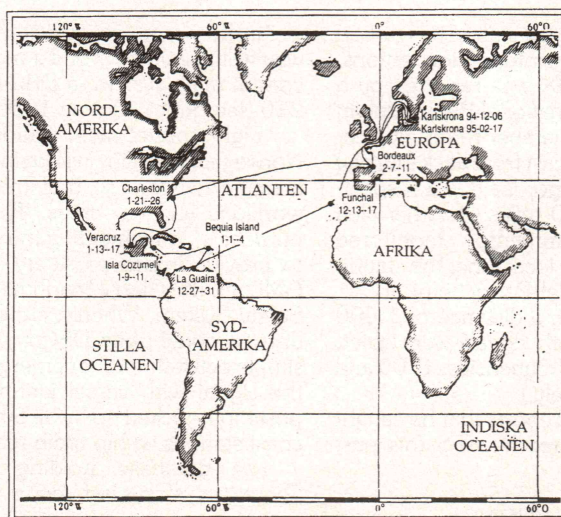 120° W
60° W
0°
60° O
NORD-
AMERIKA
Karlskrona 94-12-06
Karlskrona 95-02-17
EUROPA
Bordeaux
2-7--11
Charleston
1-21--26
ATLANTEN
Funchal
12-13-17
Bequia Island
1-1--4
Veracruz
1-13--17
AFRIKA
Isla Cozumel
1-9--11
La Guaira
12-27--31
SYD-
AMERIKA
STILLA
OCEANEN
INDISKA
OCEANEN
120° W
60° W
0°
60° O